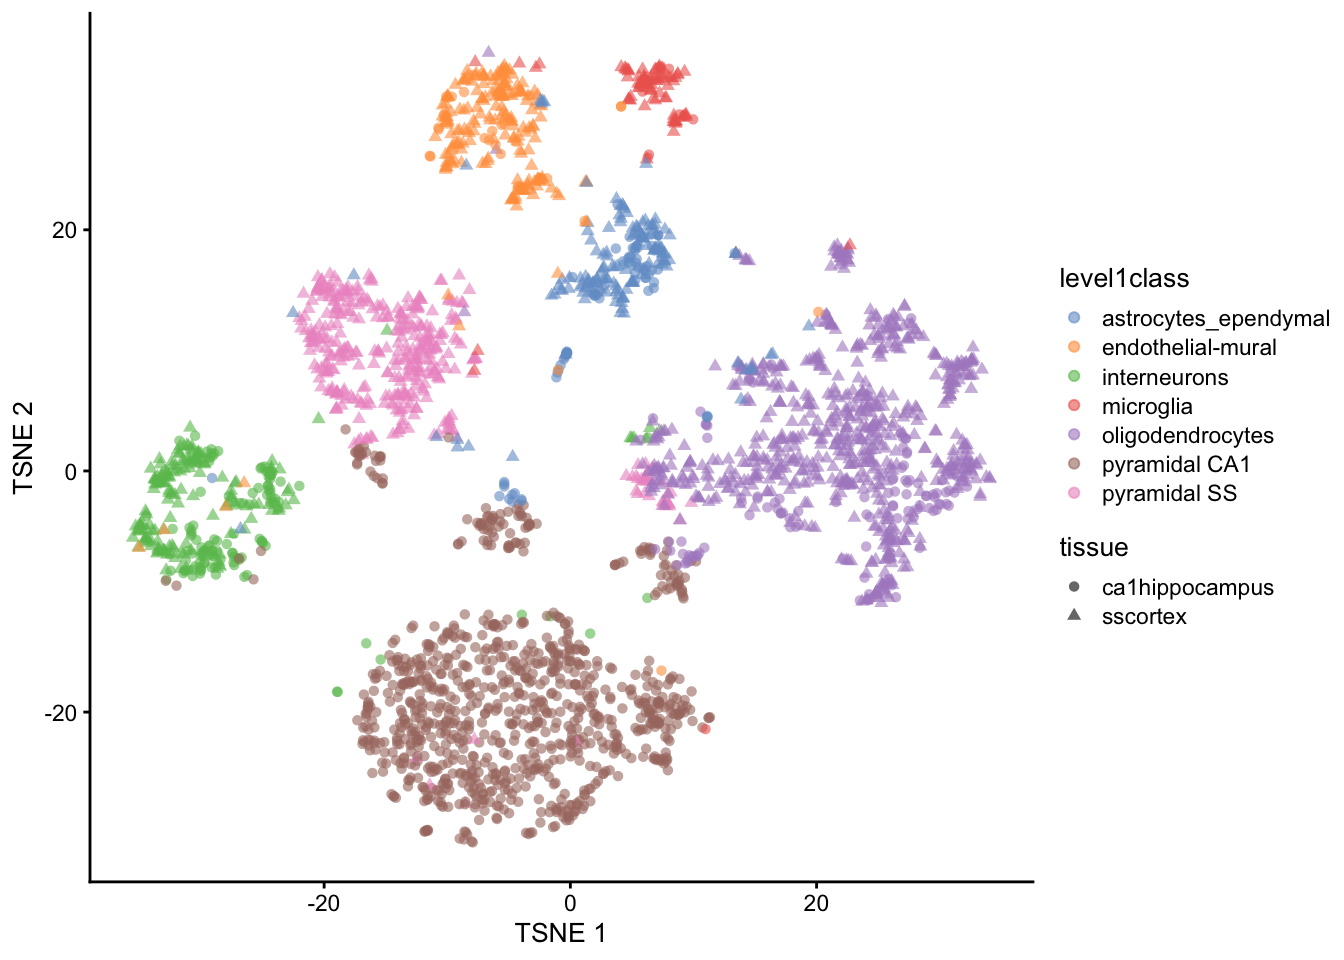 20
0
-20
TSNE 2
-20
0
20
TSNE 1
level1class
astrocytes_ependymal
endothelial-mural
interneurons
microglia
oligodendrocytes
pyramidal CA1
pyramidal SS
tissue
ca1hippocampus
sscortex